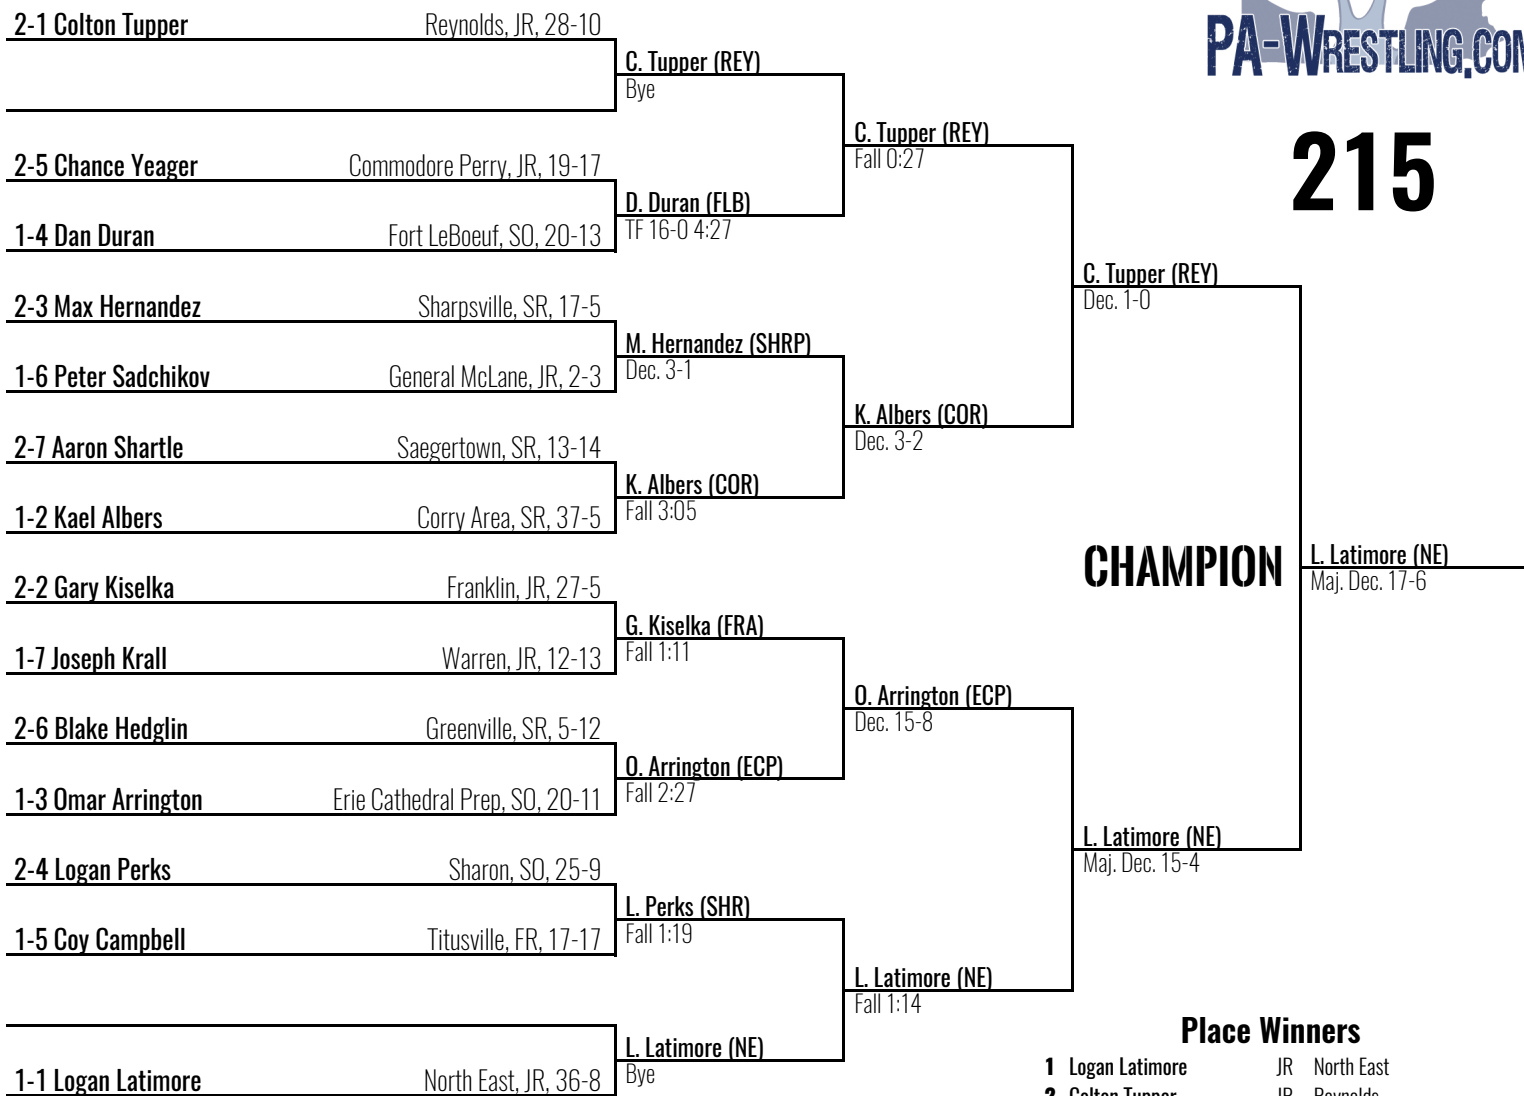 2-1 Colton Tupper Reynolds, JR, 28-10
PA-WRESTLING.COM
C. Tupper (REY)
Bye
C. Tupper (REY)
Fall 0:27
215
2-5 Chance Yeager Commodore Perry, JR, 19-17
D. Duran (FLB)
TF 16-0 4:27
1-4 Dan Duran Fort LeBoeuf, SO, 20-13
C. Tupper (REY)
Dec. 1-0
2-3 Max Hernandez Sharpsville, SR, 17-5
M. Hernandez (SHRP)
Dec. 3-1
1-6 Peter Sadchikov General McLane, JR, 2-3
K. Albers (COR)
Dec. 3-2
2-7 Aaron Shartle Saegertown, SR, 13-14
K. Albers (COR)
Fall 3:05
1-2 Kael Albers Corry Area, SR, 37-5
CHAMPION
L. Latimore (NE)
Maj. Dec. 17-6
2-2 Gary Kiselka Franklin, JR, 27-5
G. Kiselka (FRA)
Fall 1:11
1-7 Joseph Krall Warren, JR, 12-13
O. Arrington (ECP)
Dec. 15-8
2-6 Blake Hedglin Greenville, SR, 5-12
O. Arrington (ECP)
Fall 2:27
1-3 Omar Arrington Erie Cathedral Prep, SO, 20-11
L. Latimore (NE)
Maj. Dec. 15-4
2-4 Logan Perks Sharon, SO, 25-9
L. Perks (SHR)
Fall 1:19
1-5 Coy Campbell Titusville, FR, 17-17
L. Latimore (NE)
Fall 1:14
Place Winners
L. Latimore (NE)
Bye
1 Logan Latimore JR North East
1-1 Logan Latimore North East, JR, 36-8
2 Colton Tupper JR Reynolds